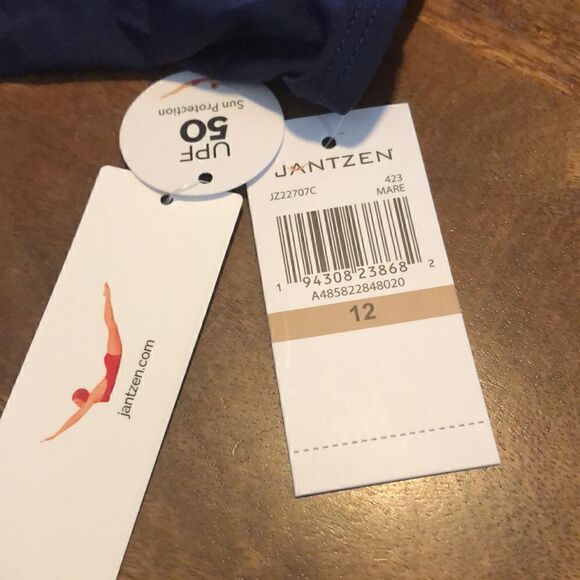 UPF
50
Sun Protection
JANTZEN
JZ22707C
423
MARE
1 94308 23868 2
A485822848020
12
jantzen.com